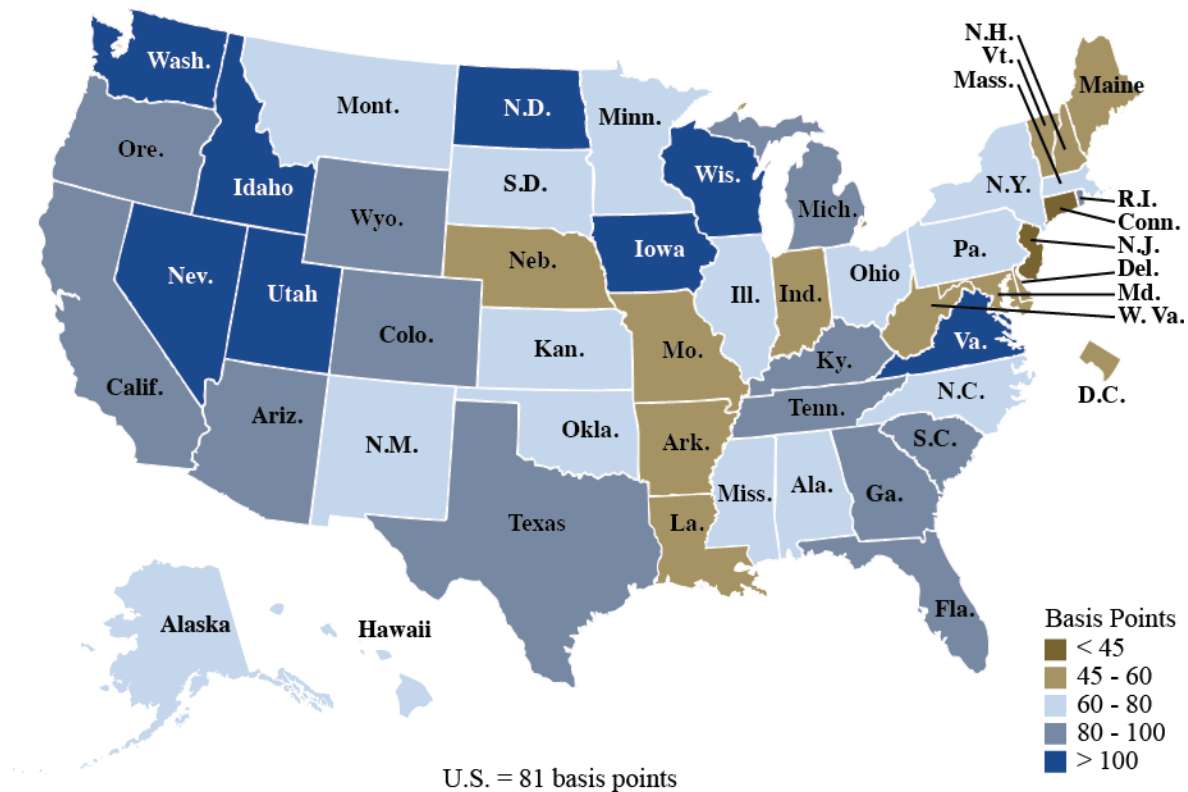 Wash.
Mont.
N.D.
Minn.
N.H.
Vt.
Mass.
Maine
Ore.
Idaho
S.D.
Wis.
Wyo.
Mich.
N.Y.
R.I.
Conn.
N.J.
Del.
Md.
W. Va.
Nev.
Utah
Colo.
Neb.
Iowa
Ill.
Ind.
Ohio
Pa.
Calif.
Ariz.
N.M.
Kan.
Mo.
Ky.
Va.
D.C.
Okla.
Ark.
Tenn.
N.C.
S.C.
Texas
La.
Miss.
Ala.
Ga.
Fla.
Alaska
Hawaii
Basis Points
< 45
45 - 60
60 - 80
80 - 100
> 100
U.S. = 81 basis points